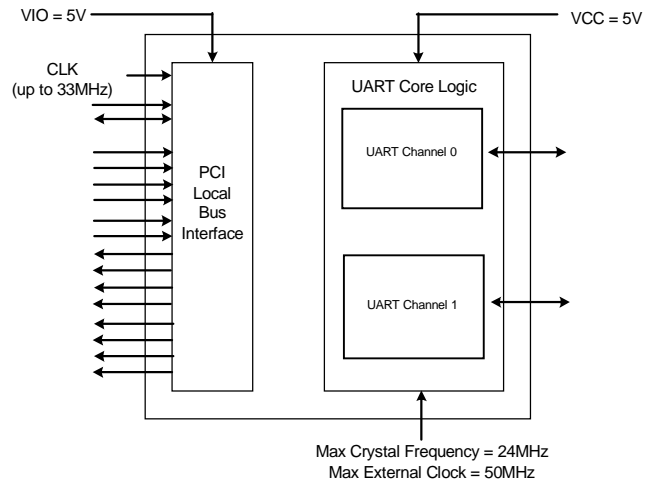 VIO = 5V
VCC = 5V
CLK
(up to 33MHz)
PCI
Local
Bus
Interface
UART Core Logic
UART Channel 0
UART Channel 1
Max Crystal Frequency = 24MHz
Max External Clock = 50MHz